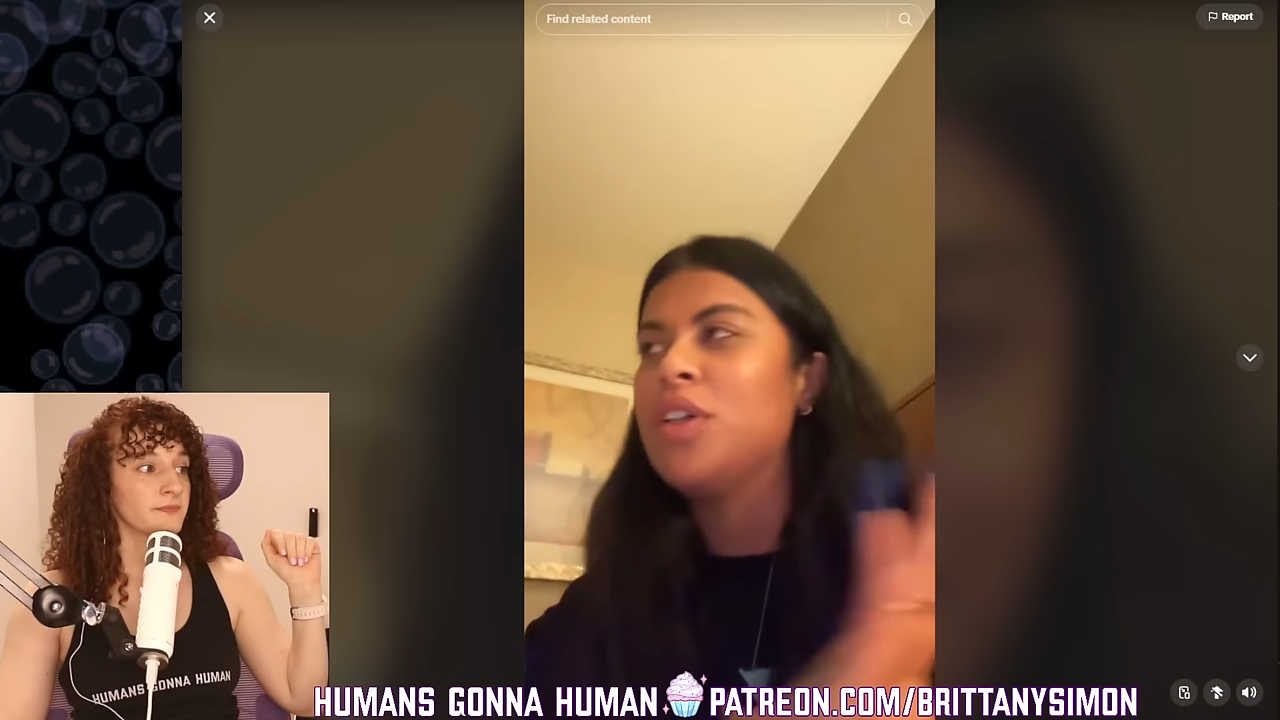 Find related content
Report
HUMANS GONNA HUMAN
HUMANS GONNA HUMAN PATREON.COM/BRITTANYSIMON